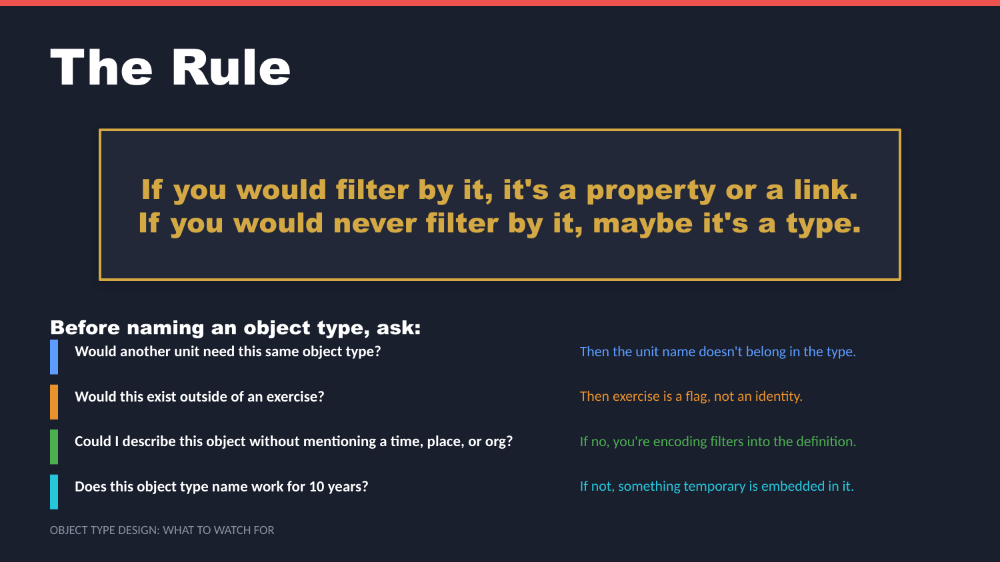 The Rule
If you would filter by it, it's a property or a link.
If you would never filter by it, maybe it's a type.
Before naming an object type, ask:
Would another unit need this same object type?
Then the unit name doesn't belong in the type.
Would this exist outside of an exercise?
Then exercise is a flag, not an identity.
Could I describe this object without mentioning a time, place, or org?
If no, you're encoding filters into the definition.
Does this object type name work for 10 years?
If not, something temporary is embedded in it.
OBJECT TYPE DESIGN: WHAT TO WATCH FOR